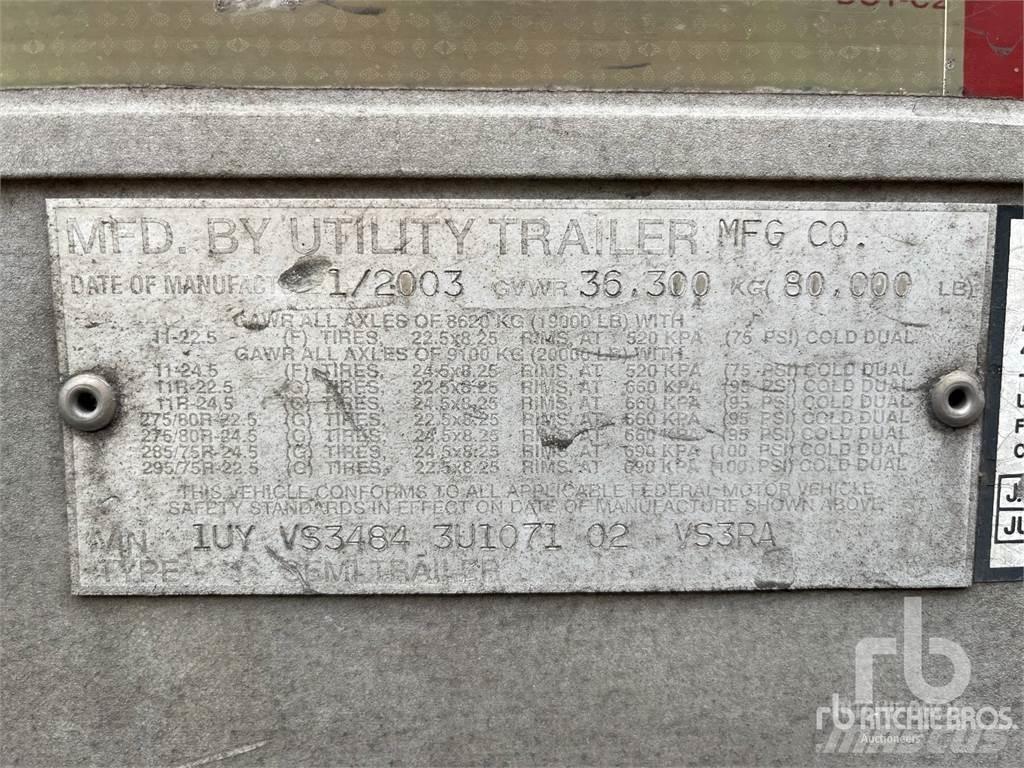 DOT-C2
MFD. BY UTILITY TRAILER MFG CO.
DATE OF MANUFACT 1/2003 GVWR 36,300 KG( 80,000 LB)
GAWR ALL AXLES OF 8620 KG (19000 LB) WITH
11-22.5 (F) TIRES, 22.5x8.25 RIMS, AT 520 KPA (75 PSI) COLD DUAL
GAWR ALL AXLES OF 9100 KG (20000 LB) WITH
11-24.5 (F) TIRES, 24.5x8.25 RIMS, AT 520 KPA (75 PSI) COLD DUAL
11R-22.5 (G) TIRES, 22.5x8.25 RIMS, AT 660 KPA (95 PSI) COLD DUAL
11R-24.5 (G) TIRES, 24.5x8.25 RIMS, AT 660 KPA (95 PSI) COLD DUAL
275/80R-22.5 (G) TIRES, 22.5x8.25 RIMS, AT 660 KPA (95 PSI) COLD DUAL
275/80R-24.5 (G) TIRES, 24.5x8.25 RIMS, AT 660 KPA (95 PSI) COLD DUAL
285/75R-24.5 (G) TIRES, 24.5x8.25 RIMS, AT 690 KPA (100 PSI) COLD DUAL
295/75R-22.5 (G) TIRES, 22.5x8.25 RIMS, AT 690 KPA (100 PSI) COLD DUAL
THIS VEHICLE CONFORMS TO ALL APPLICABLE FEDERAL MOTOR VEHICLE
SAFETY STANDARDS IN EFFECT ON DATE OF MANUFACTURE SHOWN ABOVE
VIN 1UY VS3484 3U1071 02 VS3RA
TYPE SEMI-TRAILER
J.
JU
rb
rb RITCHIE BROS.
Auctioneers